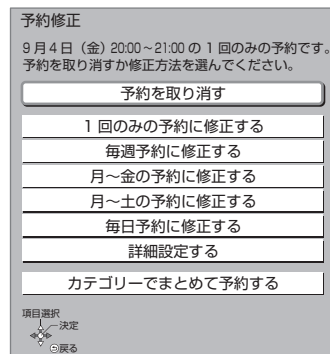 予約修正
9月4日（金）20:00～21:00 の 1 回のみの予約です。
予約を取り消すか修正方法を選んでください。
予約を取り消す
1 回のみの予約に修正する
毎週予約に修正する
月～金の予約に修正する
月～土の予約に修正する
毎日予約に修正する
詳細設定する
カテゴリーでまとめて予約する
項目選択
決定
戻る